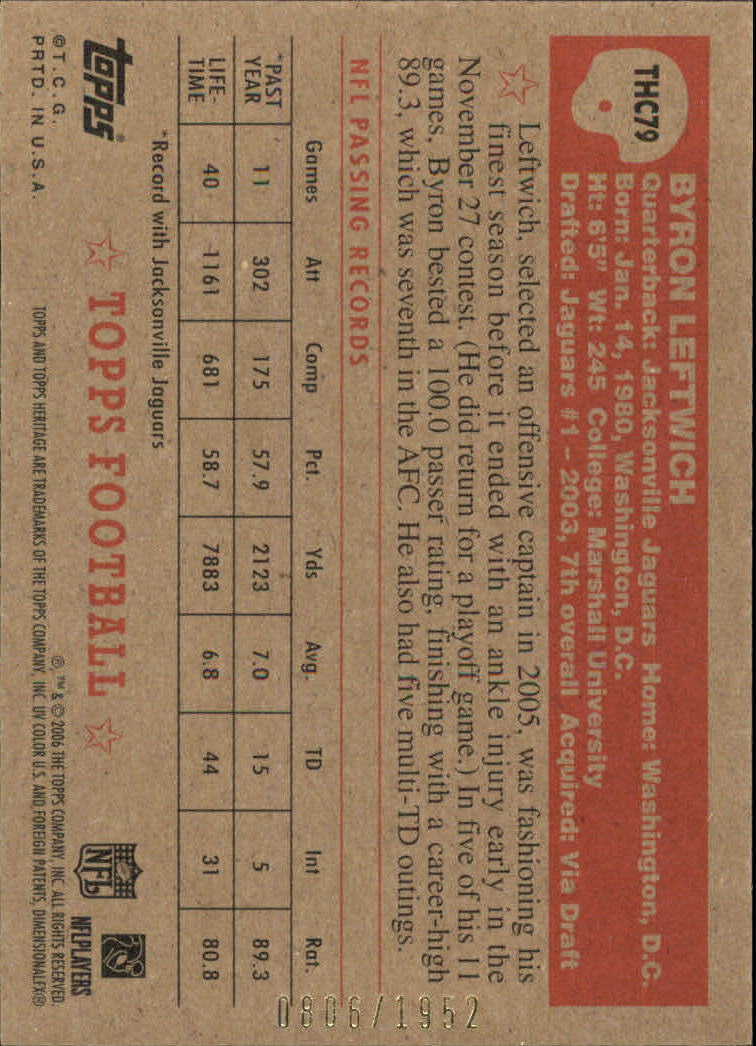 THC79
BYRON LEFTWICH
Quarterback: Jacksonville Jaguars Home: Washington, D.C.
Born: Jan. 14, 1980, Washington, D.C.
Ht: 6'5" Wt: 245 College: Marshall University
Drafted: Jaguars #1 – 2003, 7th overall Acquired: Via Draft
Leftwich, selected an offensive captain in 2005, was fashioning his
finest season before it ended with an ankle injury early in the
November 27 contest. (He did return for a playoff game.) In five of his 11
games, Byron bested a 100.0 passer rating, finishing with a career-high
89.3, which was seventh in the AFC. He also had five multi-TD outings.
NFL PASSING RECORDS
Games Att Comp Pct. Yds Avg. TD Int Rat.
*PAST YEAR 11 302 175 57.9 2123 7.0 15 5 89.3
LIFE-TIME 40 1161 681 58.7 7883 6.8 44 31 80.8
*Record with Jacksonville Jaguars
topps®
TOPPS FOOTBALL
NFL
NFLPLAYERS
©T.C.G.
PRTD. IN U.S.A.
®, ™ & © 2006 THE TOPPS COMPANY, INC. ALL RIGHTS RESERVED.
TOPPS AND TOPPS HERITAGE ARE TRADEMARKS OF THE TOPPS COMPANY, INC. UV COLOR U.S. AND FOREIGN PATENTS, DIMENSIONALFX®
0806/1952